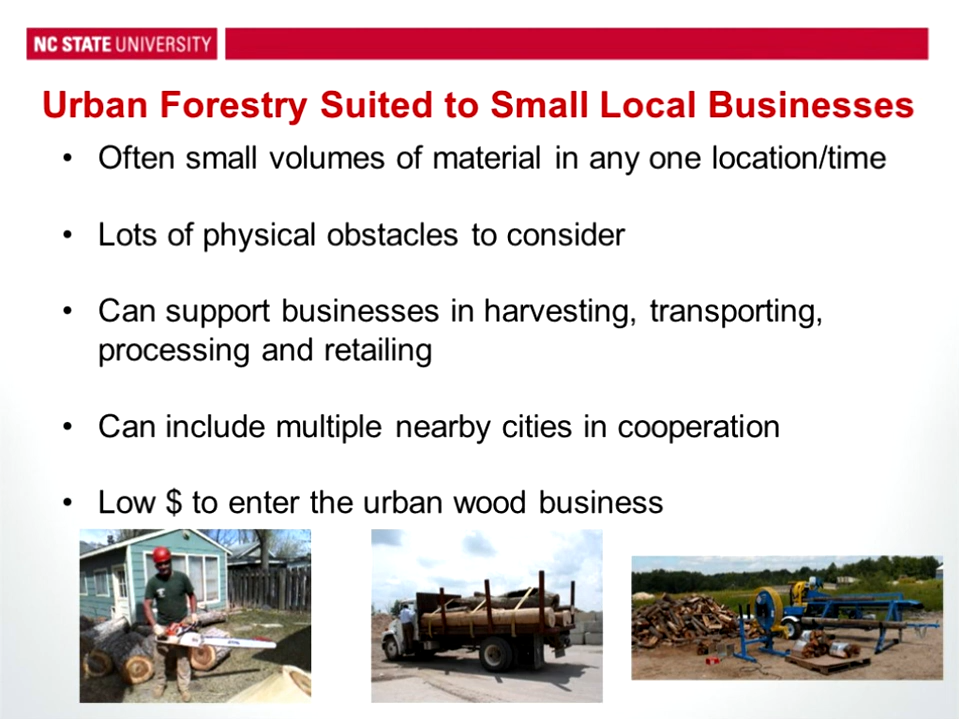 NC STATE UNIVERSITY
Urban Forestry Suited to Small Local Businesses
• Often small volumes of material in any one location/time
• Lots of physical obstacles to consider
• Can support businesses in harvesting, transporting,
processing and retailing
• Can include multiple nearby cities in cooperation
• Low $ to enter the urban wood business